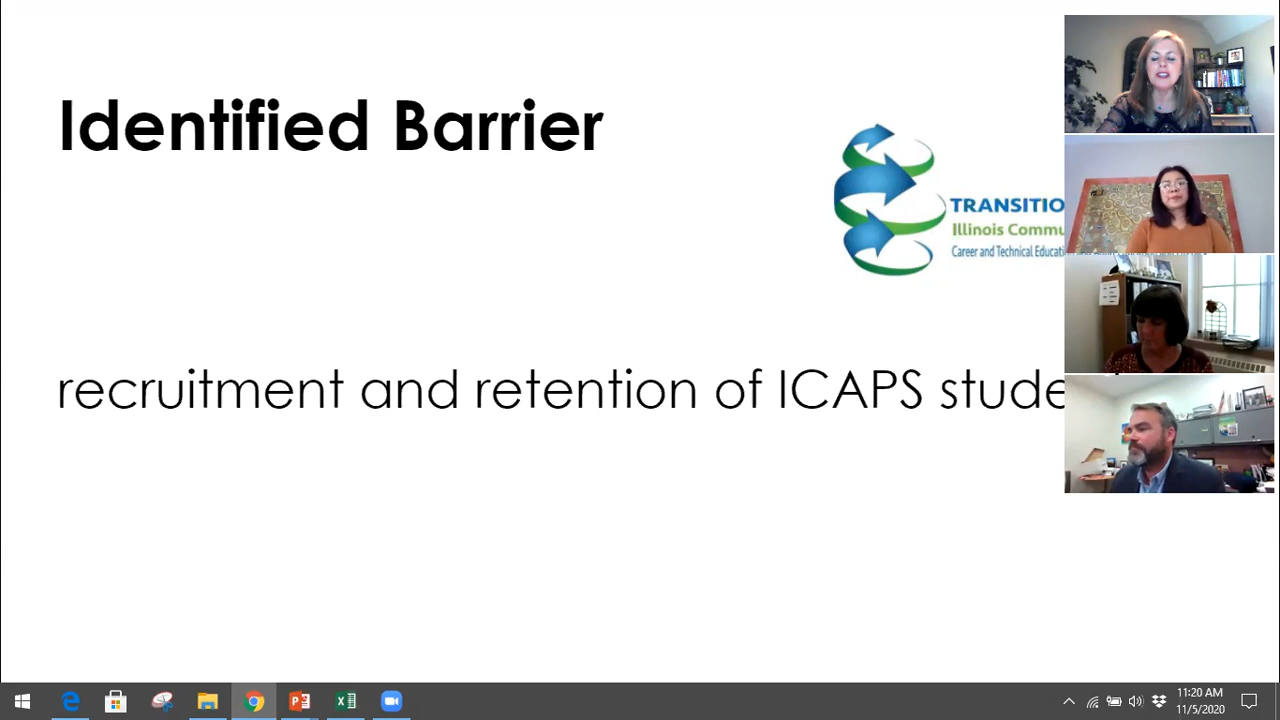 Identified Barrier
TRANSITIO
Illinois Commu
Career and Technical Educati
recruitment and retention of ICAPS stude
11:20 AM
11/5/2020